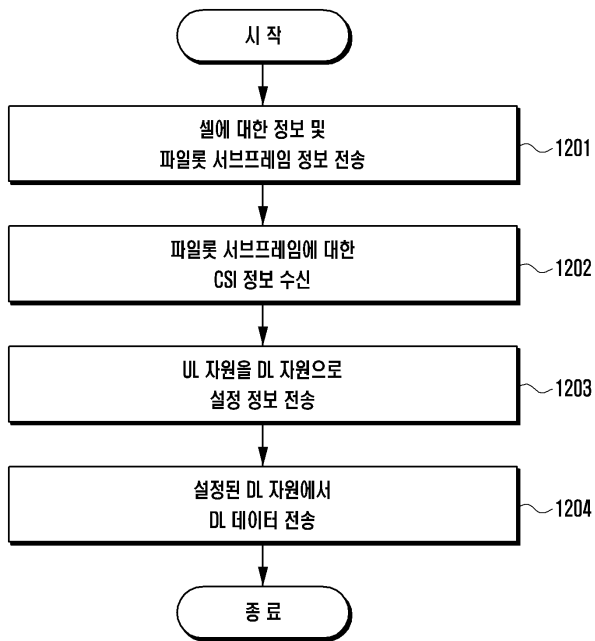 시 작
셀에 대한 정보 및
파일롯 서브프레임 정보 전송
1201
파일롯 서브프레임에 대한
CSI 정보 수신
1202
UL 자원을 DL 자원으로
설정 정보 전송
1203
설정된 DL 자원에서
DL 데이터 전송
1204
종 료